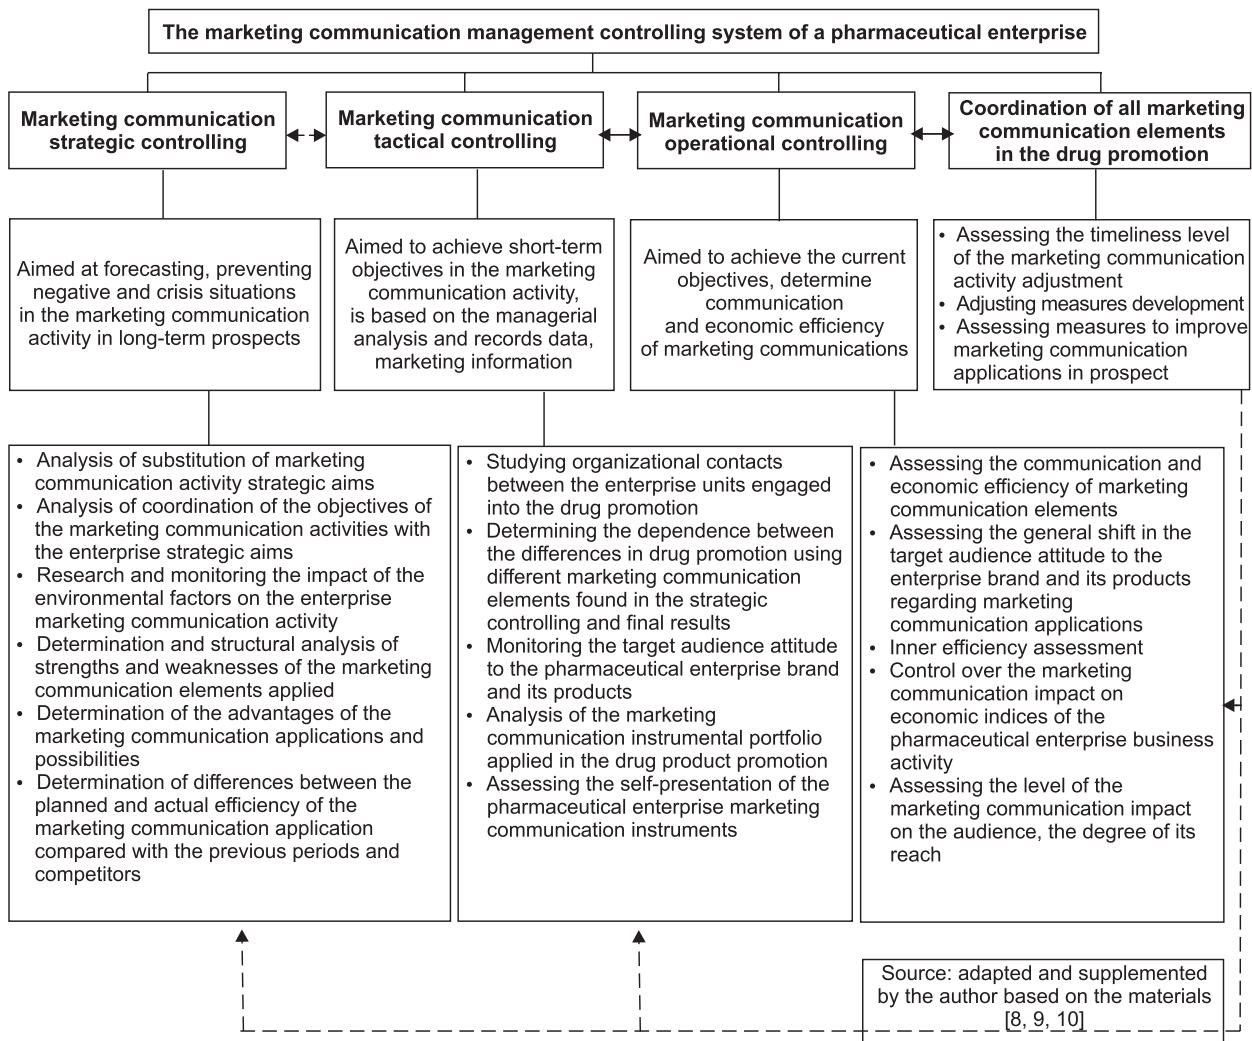 The marketing communication management controlling system of a pharmaceutical enterprise
Marketing communication
strategic controlling
Marketing communication
tactical controlling
Marketing communication
operational controlling
Coordination of all marketing
communication elements
in the drug promotion
Aimed at forecasting, preventing
negative and crisis situations
in the marketing communication
activity in long-term prospects
Aimed to achieve short-term
objectives in the marketing
communication activity,
is based on the managerial
analysis and records data,
marketing information
Aimed to achieve the current
objectives, determine
communication
and economic efficiency
of marketing communications
• Assessing the timeliness level
of the marketing communication
activity adjustment
• Adjusting measures development
• Assessing measures to improve
marketing communication
applications in prospect
• Analysis of substitution of marketing
communication activity strategic aims
• Analysis of coordination of the objectives of
the marketing communication activities with
the enterprise strategic aims
• Research and monitoring the impact of the
environmental factors on the enterprise
marketing communication activity
• Determination and structural analysis of
strengths and weaknesses of the marketing
communication elements applied
• Determination of the advantages of the
marketing communication applications and
possibilities
• Determination of differences between the
planned and actual efficiency of the
marketing communication application
compared with the previous periods and
competitors
• Studying organizational contacts
between the enterprise units engaged
into the drug promotion
• Determining the dependence between
the differences in drug promotion using
different marketing communication
elements found in the strategic
controlling and final results
• Monitoring the target audience attitude
to the pharmaceutical enterprise brand
and its products
• Analysis of the marketing
communication instrumental portfolio
applied in the drug product promotion
• Assessing the self-presentation of the
pharmaceutical enterprise marketing
communication instruments
• Assessing the communication and
economic efficiency of marketing
communication elements
• Assessing the general shift in the
target audience attitude to the
enterprise brand and its products
regarding marketing
communication applications
• Inner efficiency assessment
• Control over the marketing
communication impact on
economic indices of the
pharmaceutical enterprise business
activity
• Assessing the level of the
marketing communication impact
on the audience, the degree of its
reach
Source: adapted and supplemented
by the author based on the materials
[8, 9, 10]